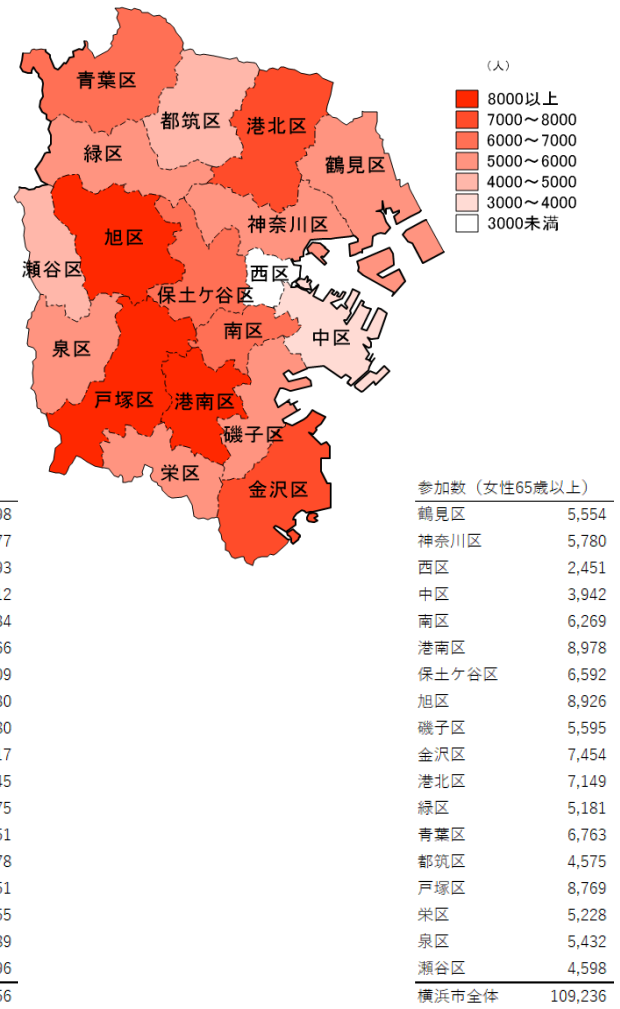 （人）
8000以上
7000～8000
6000～7000
5000～6000
4000～5000
3000～4000
3000未満
青葉区
都筑区
港北区
緑区
鶴見区
旭区
神奈川区
瀬谷区
西区
保土ケ谷区
南区
中区
泉区
戸塚区
港南区
磯子区
栄区
金沢区
参加数（女性65歳以上）
鶴見区 5,554
神奈川区 5,780
西区 2,451
中区 3,942
南区 6,269
港南区 8,978
保土ケ谷区 6,592
旭区 8,926
磯子区 5,595
金沢区 7,454
港北区 7,149
緑区 5,181
青葉区 6,763
都筑区 4,575
戸塚区 8,769
栄区 5,228
泉区 5,432
瀬谷区 4,598
横浜市全体 109,236